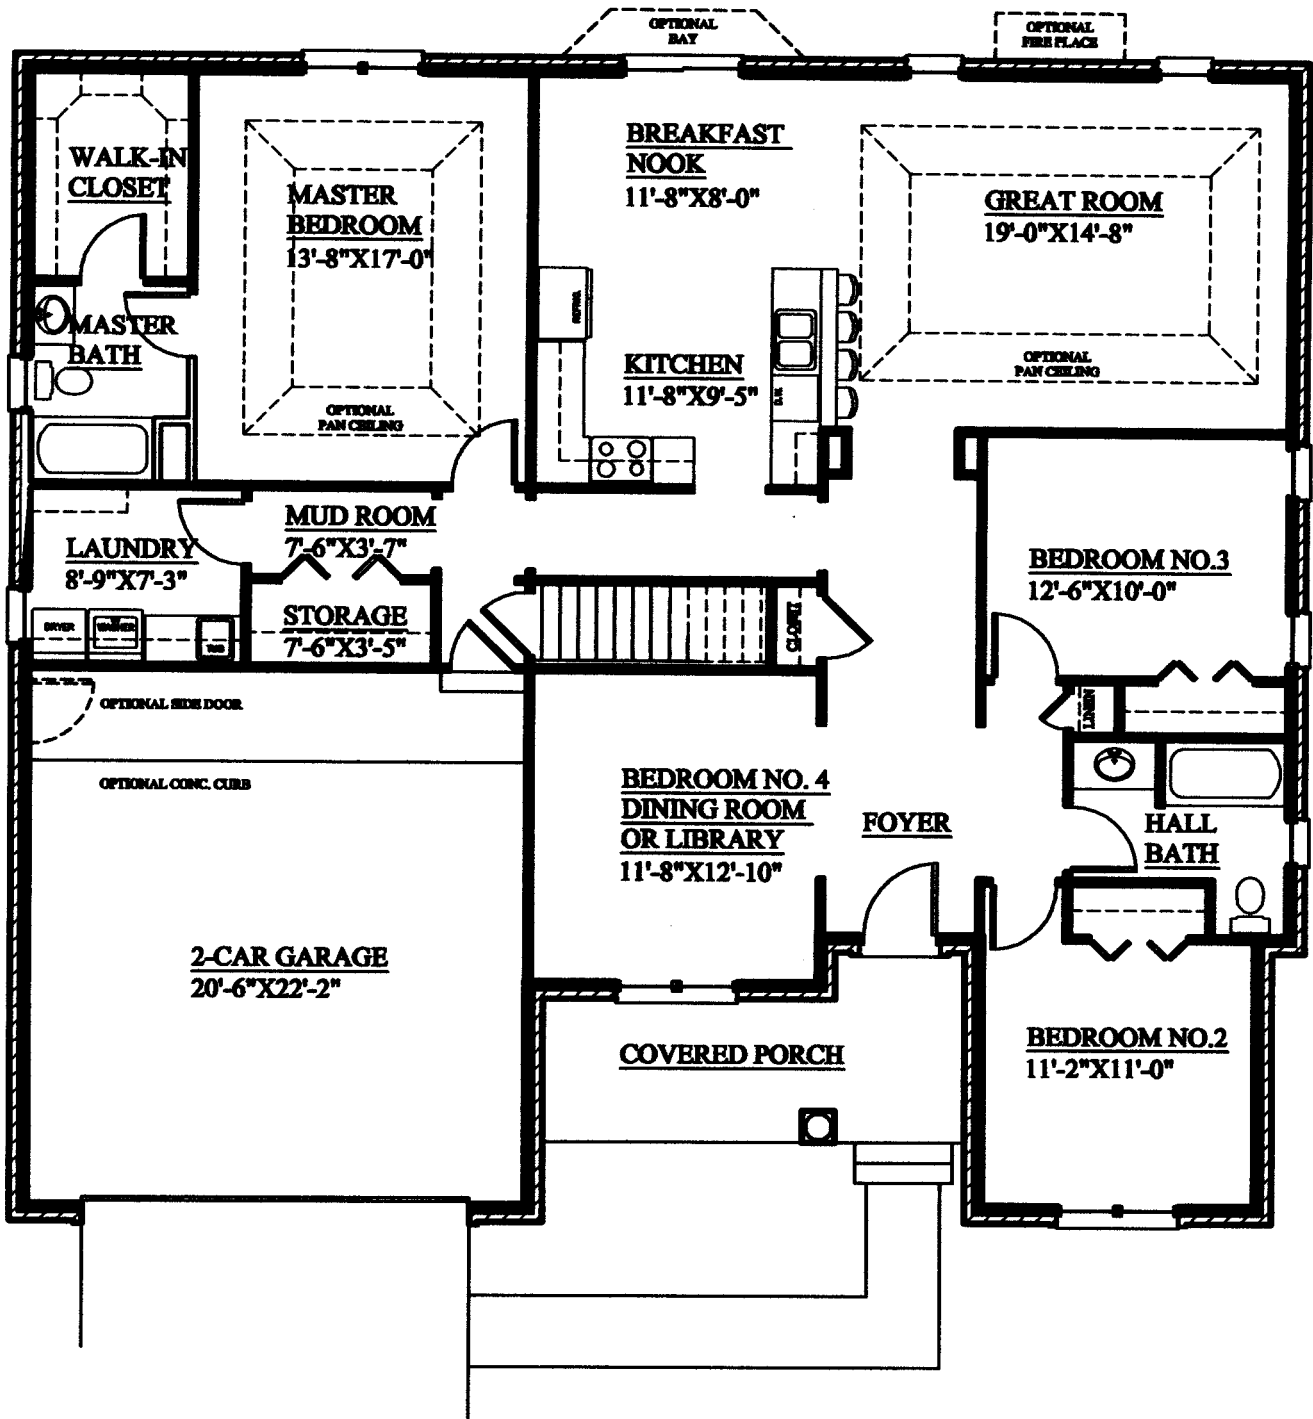 OPTIONAL
BAY
OPTIONAL
FIRE PLACE
WALK-IN
CLOSET
MASTER
BEDROOM
13'-8"X17'-0"
BREAKFAST
NOOK
11'-8"X8'-0"
GREAT ROOM
19'-0"X14'-8"
MASTER
BATH
REFRIG.
KITCHEN
11'-8"X9'-5"
D.W.
OPTIONAL
PAN CEILING
OPTIONAL
PAN CEILING
MUD ROOM
7'-6"X3'-7"
LAUNDRY
8'-9"X7'-3"
BEDROOM NO.3
12'-6"X10'-0"
STORAGE
7'-6"X3'-5"
DRYER
WASHER
TUB
CLOSET
LINEN
OPTIONAL SIDE DOOR
OPTIONAL CONC. CURB
BEDROOM NO. 4
DINING ROOM
OR LIBRARY
11'-8"X12'-10"
FOYER
HALL
BATH
2-CAR GARAGE
20'-6"X22'-2"
COVERED PORCH
BEDROOM NO.2
11'-2"X11'-0"